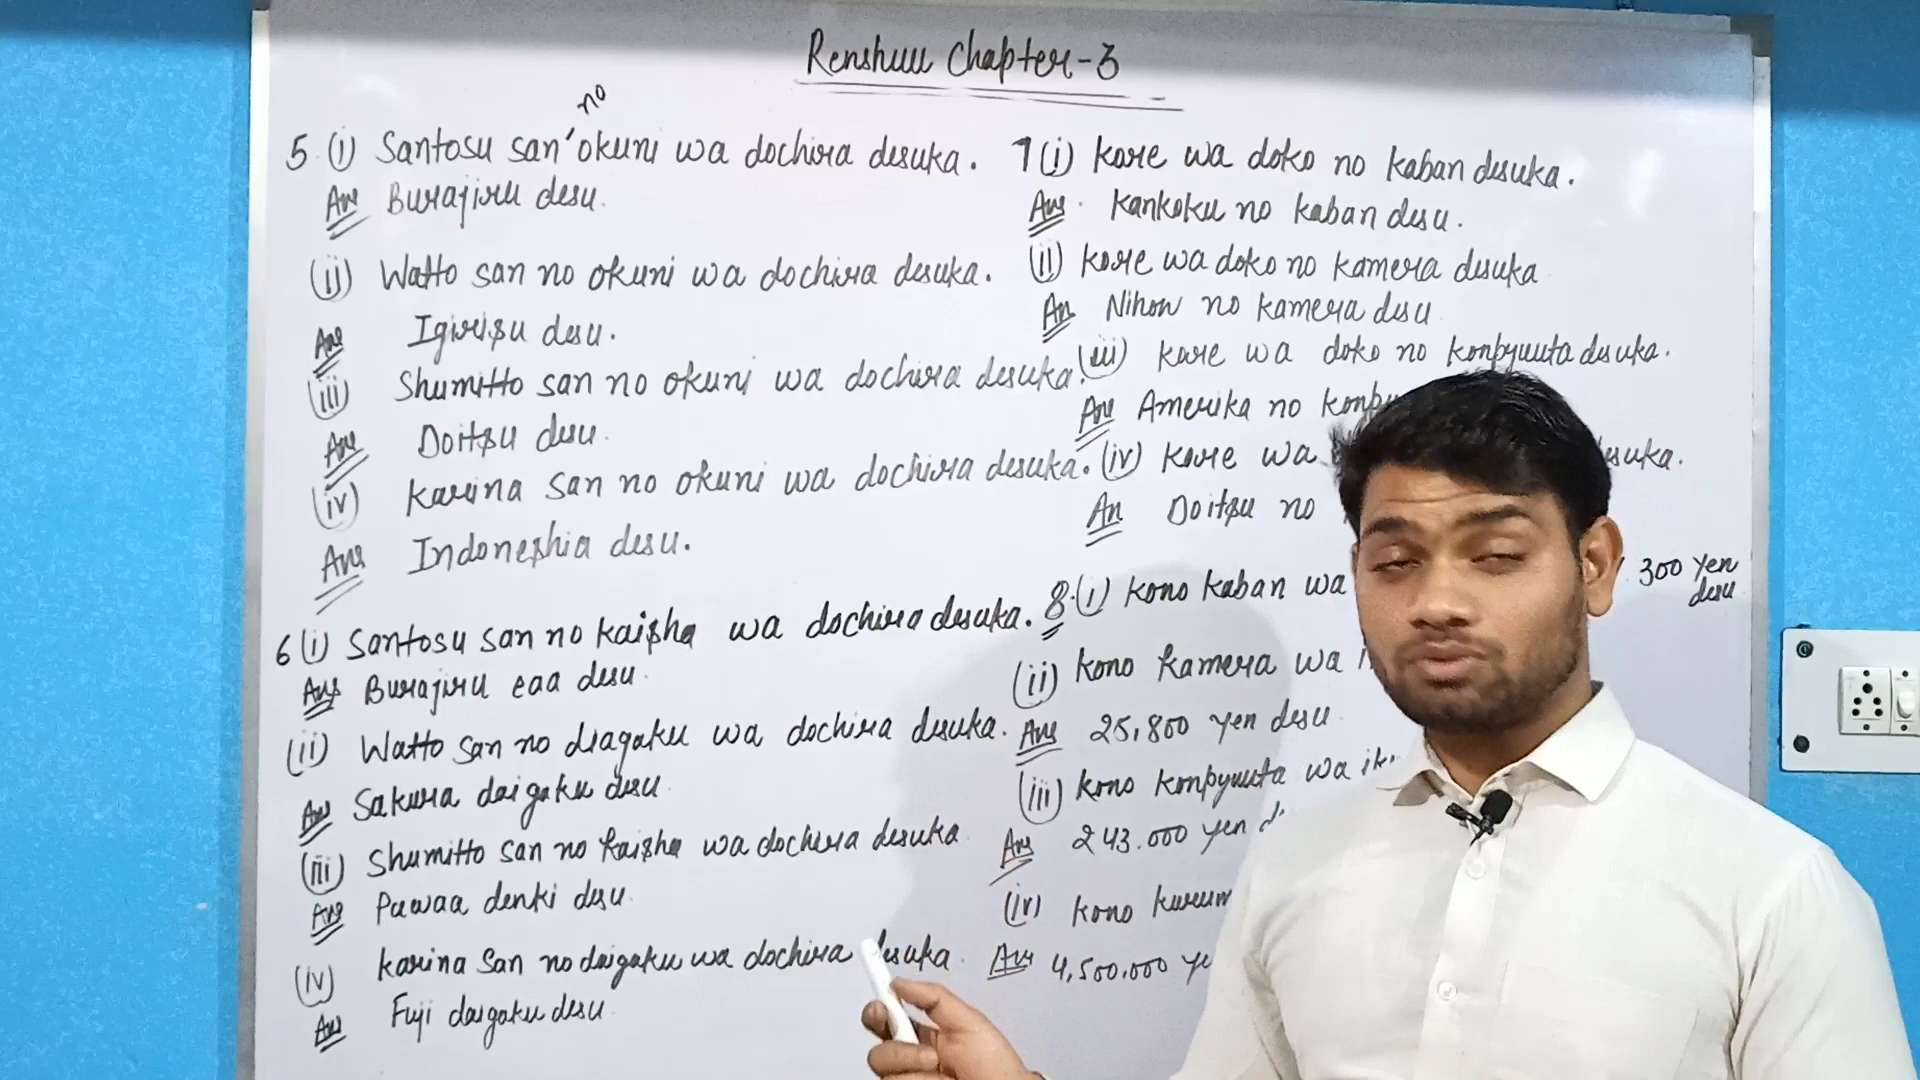 Renshuu Chapter-3
no
5 (i) Santosu san'okuni wa dochira desuka.
Ans Burajiru desu.
(ii) Watto san no okuni wa dochira desuka.
Ans Igirisu desu.
(iii) Shumitto san no okuni wa dochira desuka.
Ans Doitsu desu.
(iv) Karina san no okuni wa dochira desuka.
Ans Indoneshia desu.
6 (i) Santosu san no kaisha wa dochira desuka.
Ans Burajiru eaa desu.
(ii) Watto san no diagaku wa dochira desuka.
Ans Sakura daigaku desu.
(iii) Shumitto san no kaisha wa dochira desuka
Ans Pawaa denki desu.
(iv) Karina san no daigaku wa dochira desuka.
Ans Fuji daigaku desu.
7 (i) Kore wa doko no kaban desuka.
Ans. Kankoku no kaban desu.
(ii) Kore wa doko no kamera desuka
An Nihon no kamera desu
(iii) Kore wa doko no konpyuuta desuka.
Ans Amerika no konpu
(iv) Kore wa suka.
An Doitsu no
8.(i) Kono kaban wa 300 yen
desu
(ii) Kono kamera wa i
Ans 25,800 yen desu
(iii) Kono konpyuuta wa iku
Ans 243.000 yen d
(iv) Kono kurum
Ans 4,500.000 ye